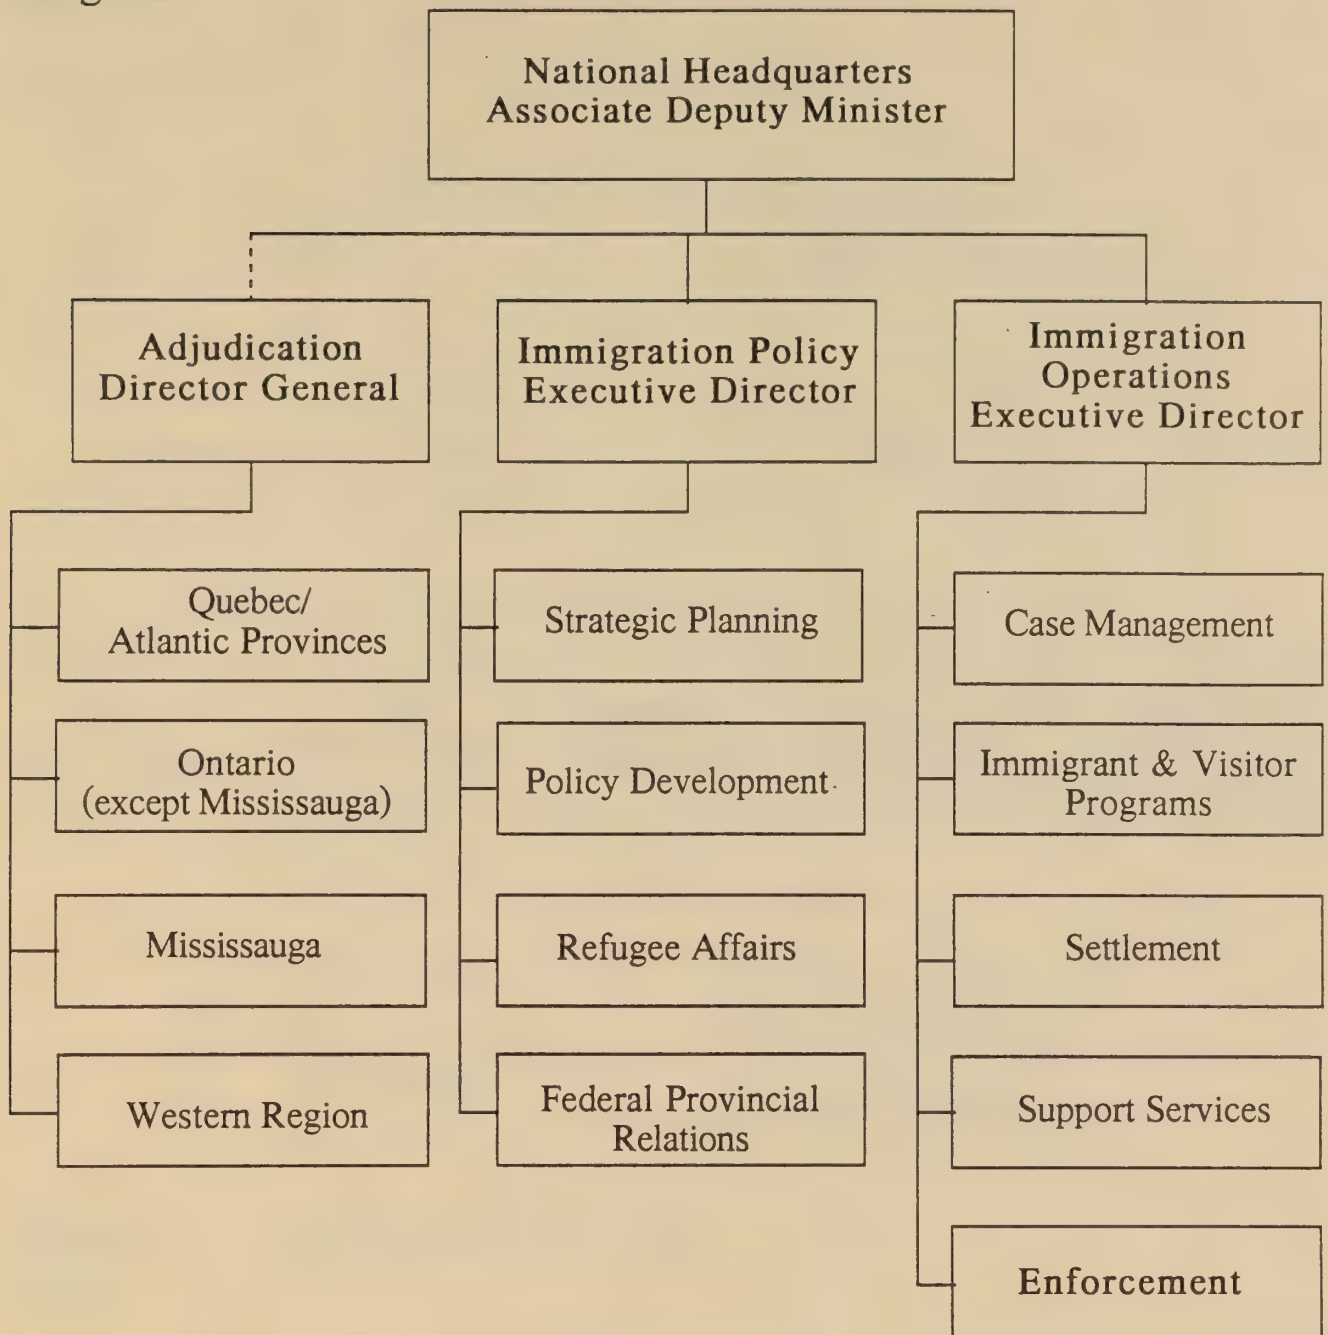 National Headquarters
Associate Deputy Minister
Adjudication
Director General
Immigration Policy
Executive Director
Immigration
Operations
Executive Director
Quebec/
Atlantic Provinces
Ontario
(except Mississauga)
Mississauga
Western Region
Strategic Planning
Policy Development
Refugee Affairs
Federal Provincial
Relations
Case Management
Immigrant & Visitor
Programs
Settlement
Support Services
Enforcement